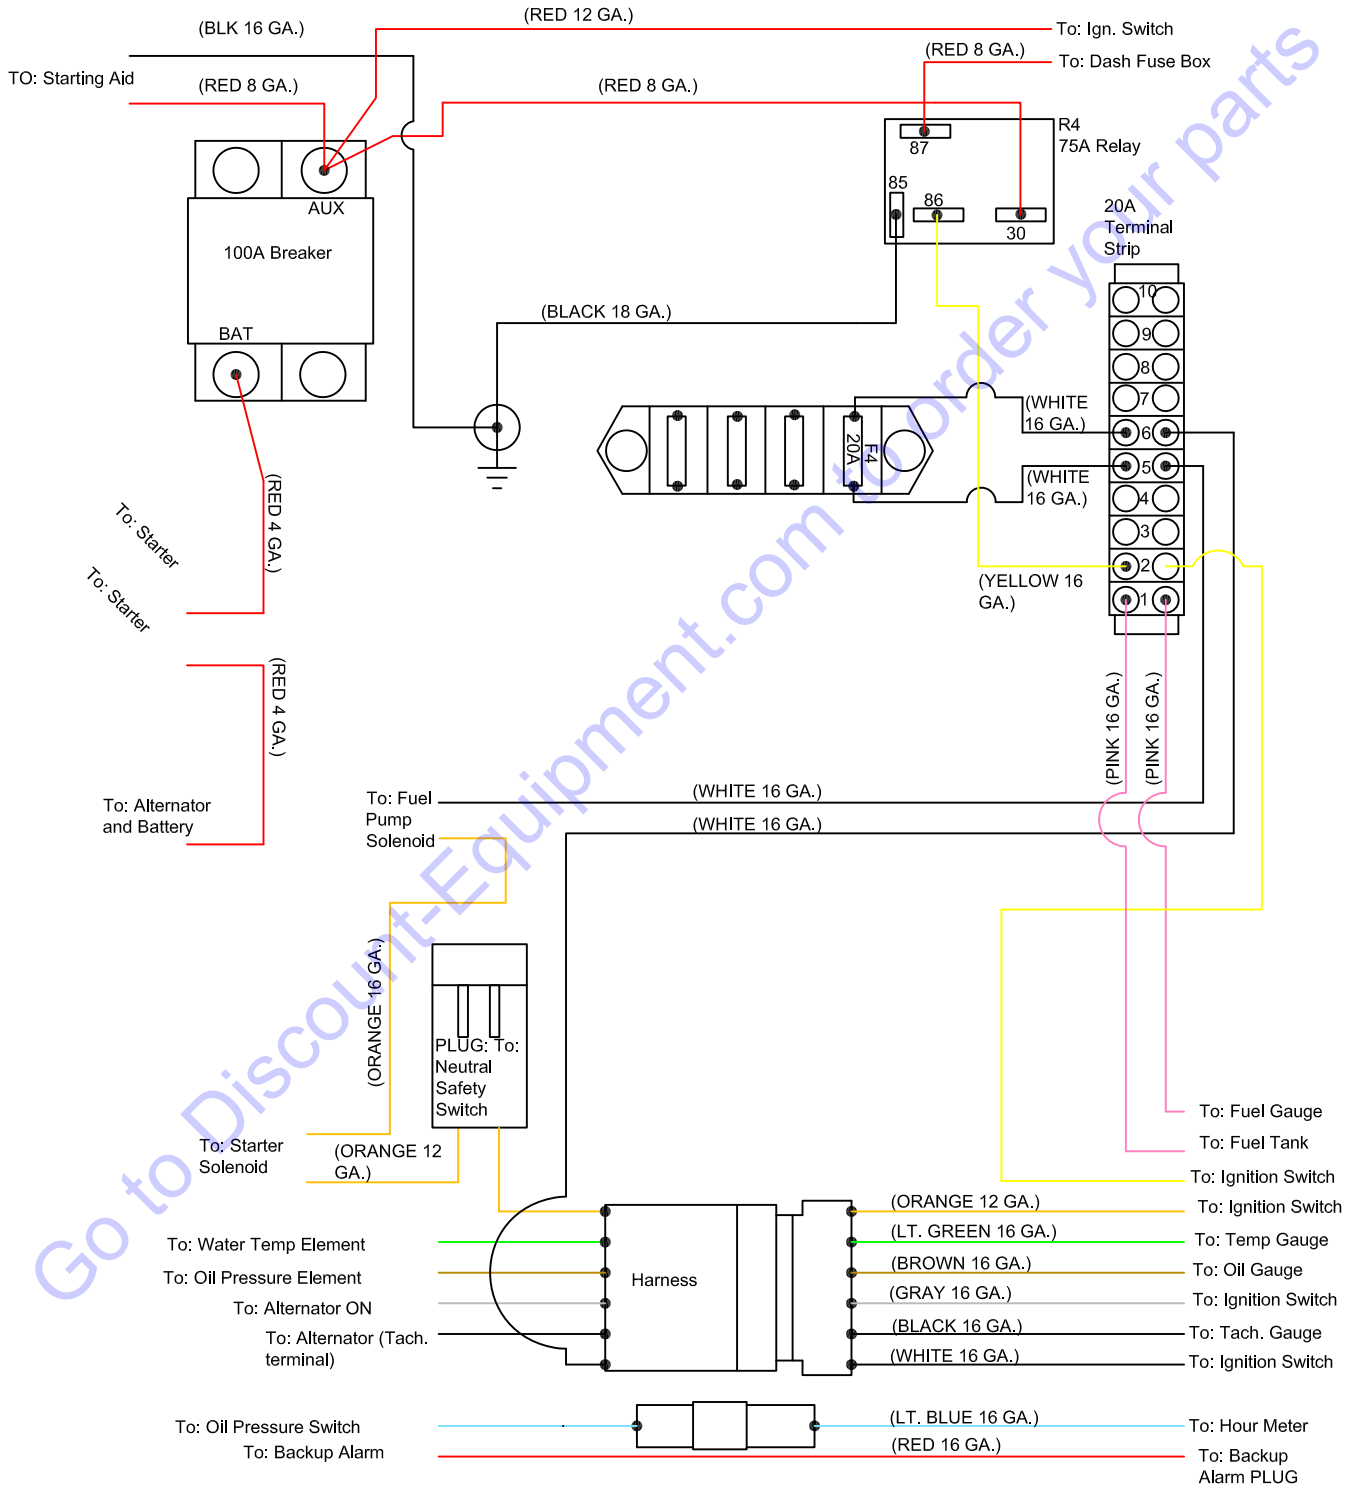 (RED 12 GA.)
(BLK 16 GA.)
To: Ign. Switch
(RED 8 GA.)
To: Dash Fuse Box
TO: Starting Aid
(RED 8 GA.)
(RED 8 GA.)
R4
75A Relay
87
85
86
30
AUX
100A Breaker
BAT
20A
Terminal
Strip
(BLACK 18 GA.)
10
9
8
7
6
5
4
3
2
1
(WHITE
16 GA.)
F4
20A
(WHITE
16 GA.)
(RED 4 GA.)
To: Starter
To: Starter
(YELLOW 16
GA.)
(RED 4 GA.)
(PINK 16 GA.)
(PINK 16 GA.)
To: Alternator
and Battery
To: Fuel
Pump
Solenoid
(WHITE 16 GA.)
(WHITE 16 GA.)
(ORANGE 16 GA.)
PLUG: To:
Neutral
Safety
Switch
To: Starter
Solenoid
(ORANGE 12
GA.)
To: Fuel Gauge
To: Fuel Tank
To: Ignition Switch
(ORANGE 12 GA.)
To: Ignition Switch
To: Water Temp Element
(LT. GREEN 16 GA.)
To: Temp Gauge
To: Oil Pressure Element
Harness
(BROWN 16 GA.)
To: Oil Gauge
To: Alternator ON
(GRAY 16 GA.)
To: Ignition Switch
To: Alternator (Tach.
terminal)
(BLACK 16 GA.)
To: Tach. Gauge
(WHITE 16 GA.)
To: Ignition Switch
To: Oil Pressure Switch
(LT. BLUE 16 GA.)
To: Hour Meter
To: Backup Alarm
(RED 16 GA.)
To: Backup
Alarm PLUG
Go to Discount-Equipment.com to order your parts